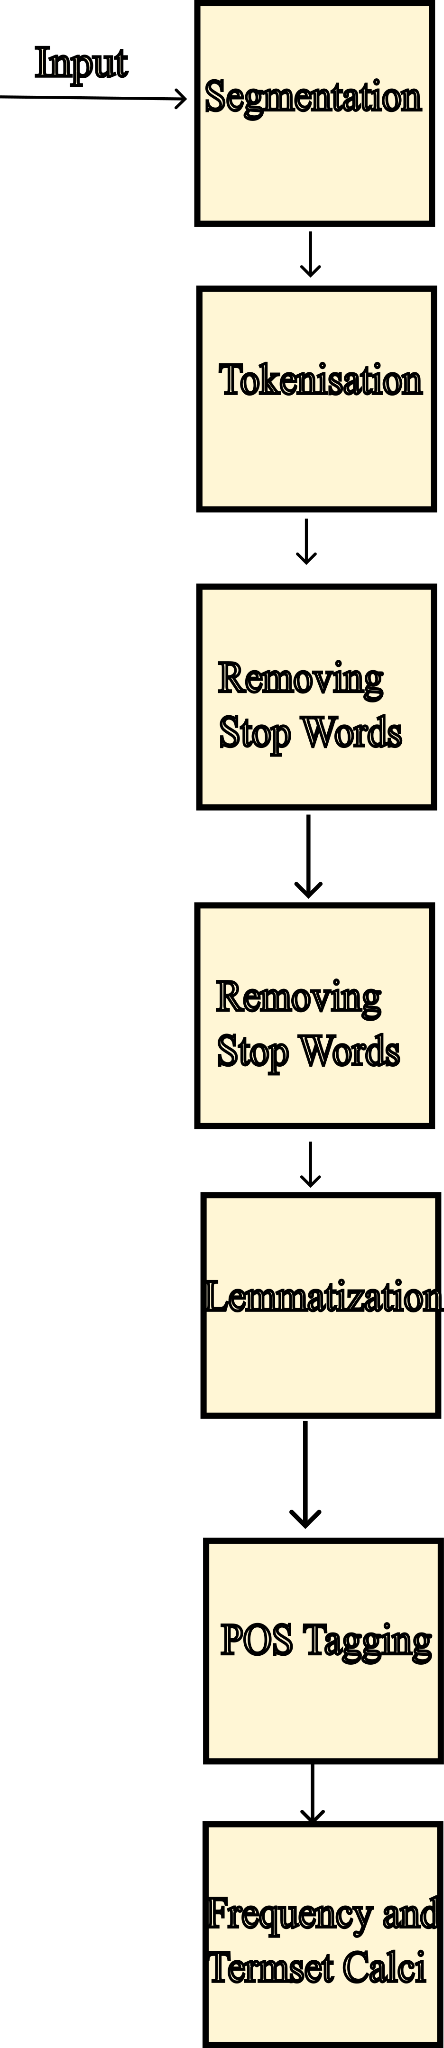 Input
Segmentation
Tokenisation
Removing
Stop Words
Removing
Stop Words
Lemmatization
POS Tagging
Frequency and
Termset Calci